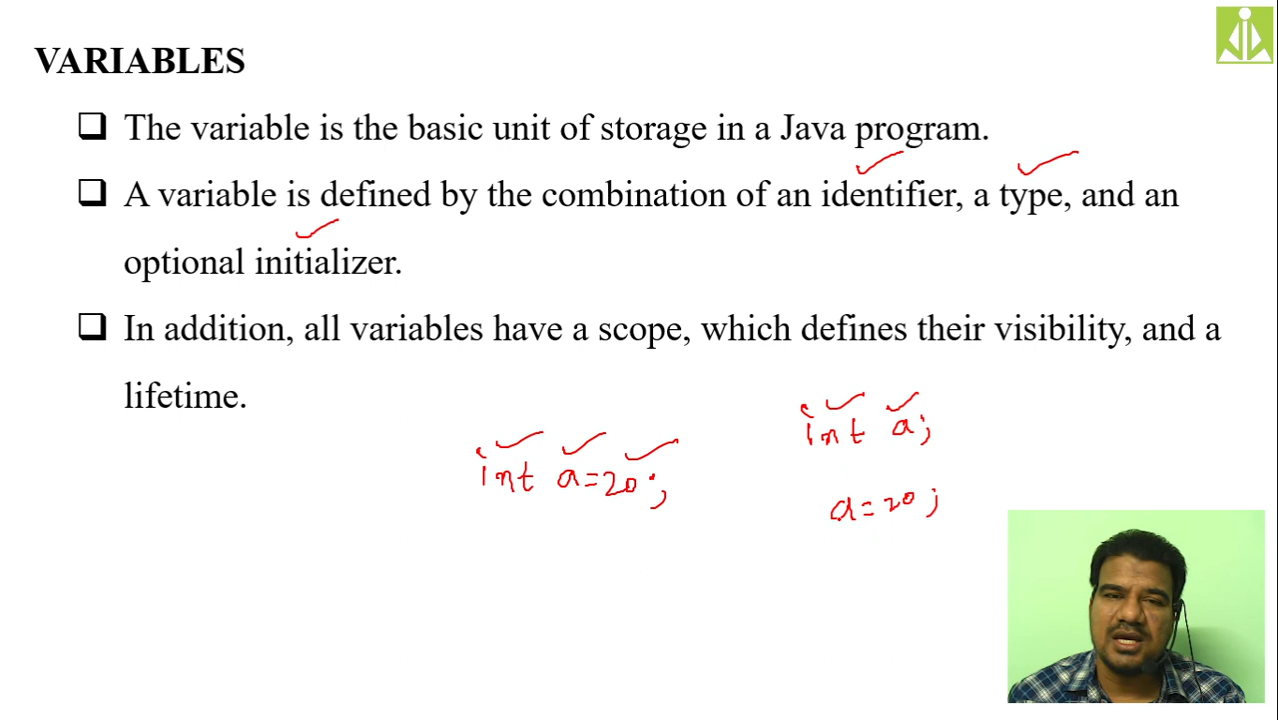 VARIABLES
❑ The variable is the basic unit of storage in a Java program.
❑ A variable is defined by the combination of an identifier, a type, and an
optional initializer.
❑ In addition, all variables have a scope, which defines their visibility, and a
lifetime.
int a;
int a=20;
a=20;